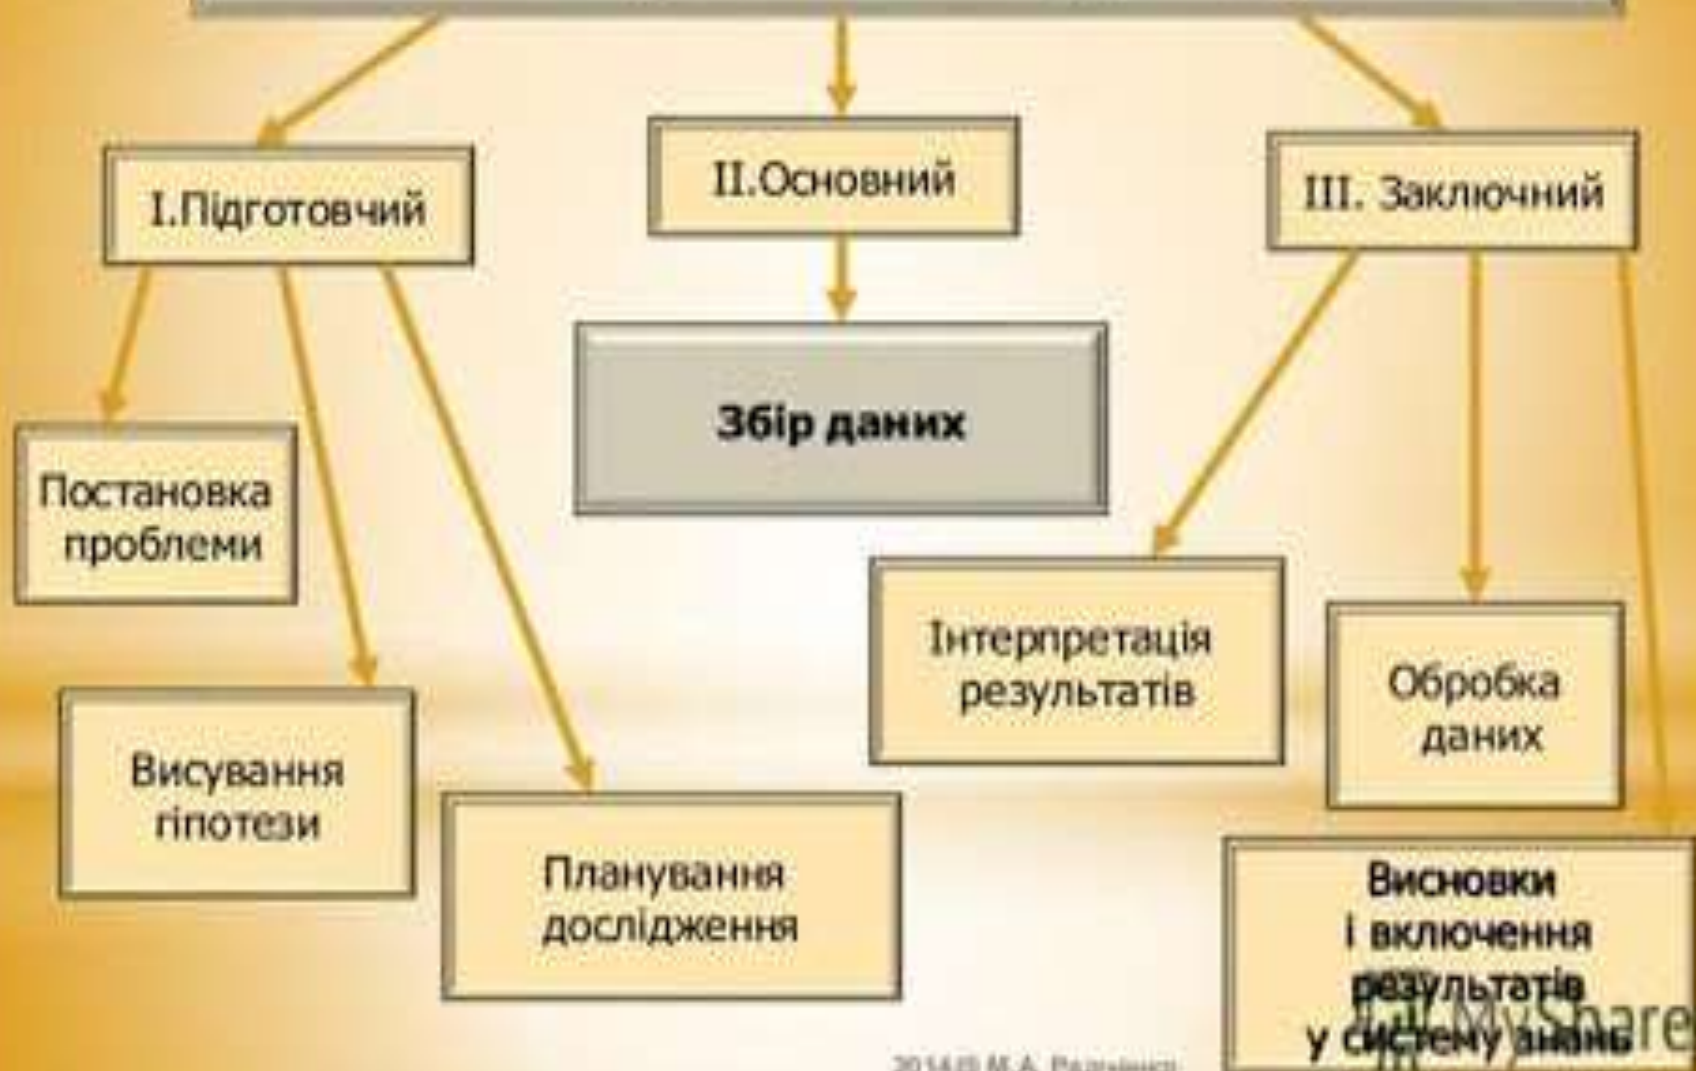 І.Підготовчий
ІІ.Основний
ІІІ. Заключний
Збір даних
Постановка
проблеми
Висування
гіпотези
Планування
дослідження
Інтерпретація
результатів
Обробка
даних
Висновки
і включення
результатів
у систему знань
MyShare